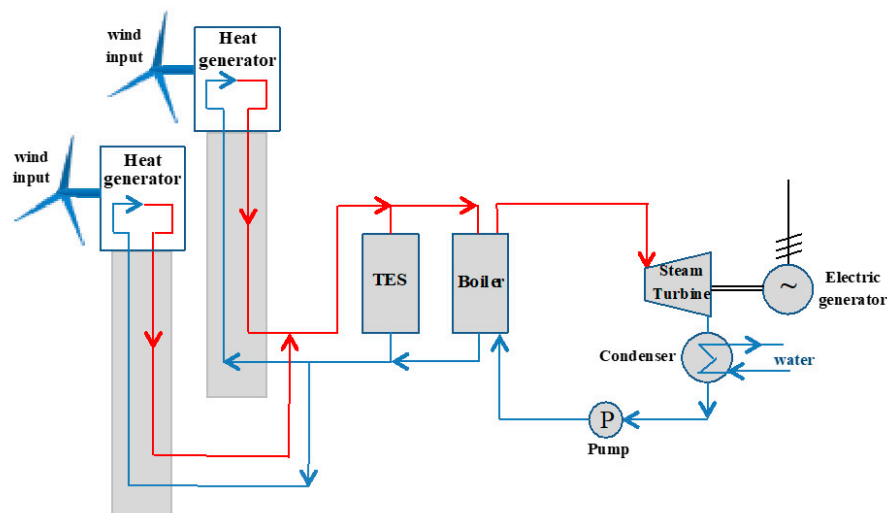 wind
input
Heat
generator
wind
input
Heat
generator
TES
Boiler
Steam
Turbine
~
Electric
generator
Condenser
water
P
Pump